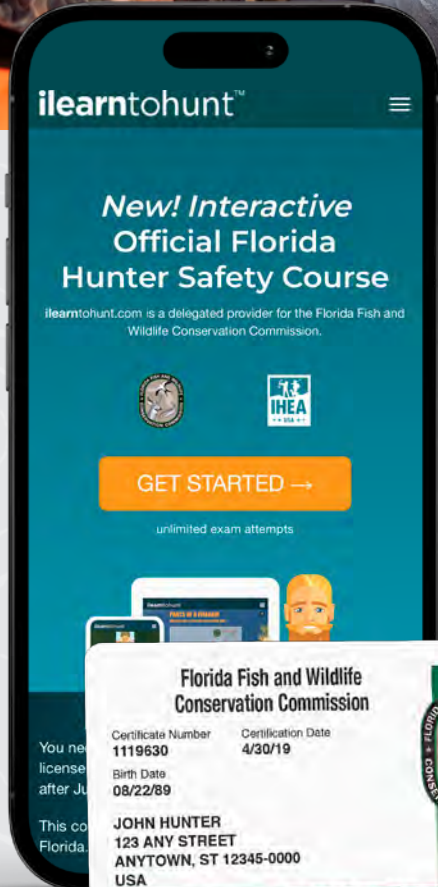 ilearntohunt™
New! Interactive
Official Florida
Hunter Safety Course
ilearntohunt.com is a delegated provider for the Florida Fish and
Wildlife Conservation Commission.
IHEA
USA
GET STARTED →
unlimited exam attempts
Florida Fish and Wildlife
Conservation Commission
Certificate Number
1119630
Certification Date
4/30/19
Birth Date
08/22/89
JOHN HUNTER
123 ANY STREET
ANYTOWN, ST 12345-0000
USA
You
license
after
This
Florida.